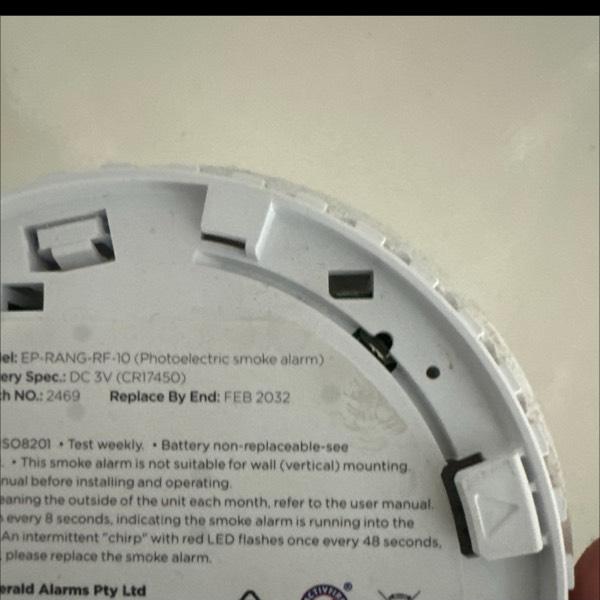 el: EP-RANG-RF-10 (Photoelectric smoke alarm)
ery Spec.: DC 3V (CR17450)
ch NO.: 2469 Replace By End: FEB 2032
SO8201 • Test weekly. • Battery non-replaceable-see
. • This smoke alarm is not suitable for wall (vertical) mounting.
nual before installing and operating.
eaning the outside of the unit each month, refer to the user manual.
every 8 seconds, indicating the smoke alarm is running into the
An intermittent "chirp" with red LED flashes once every 48 seconds,
please replace the smoke alarm.
erald Alarms Pty Ltd
ACTIVFIRE ®